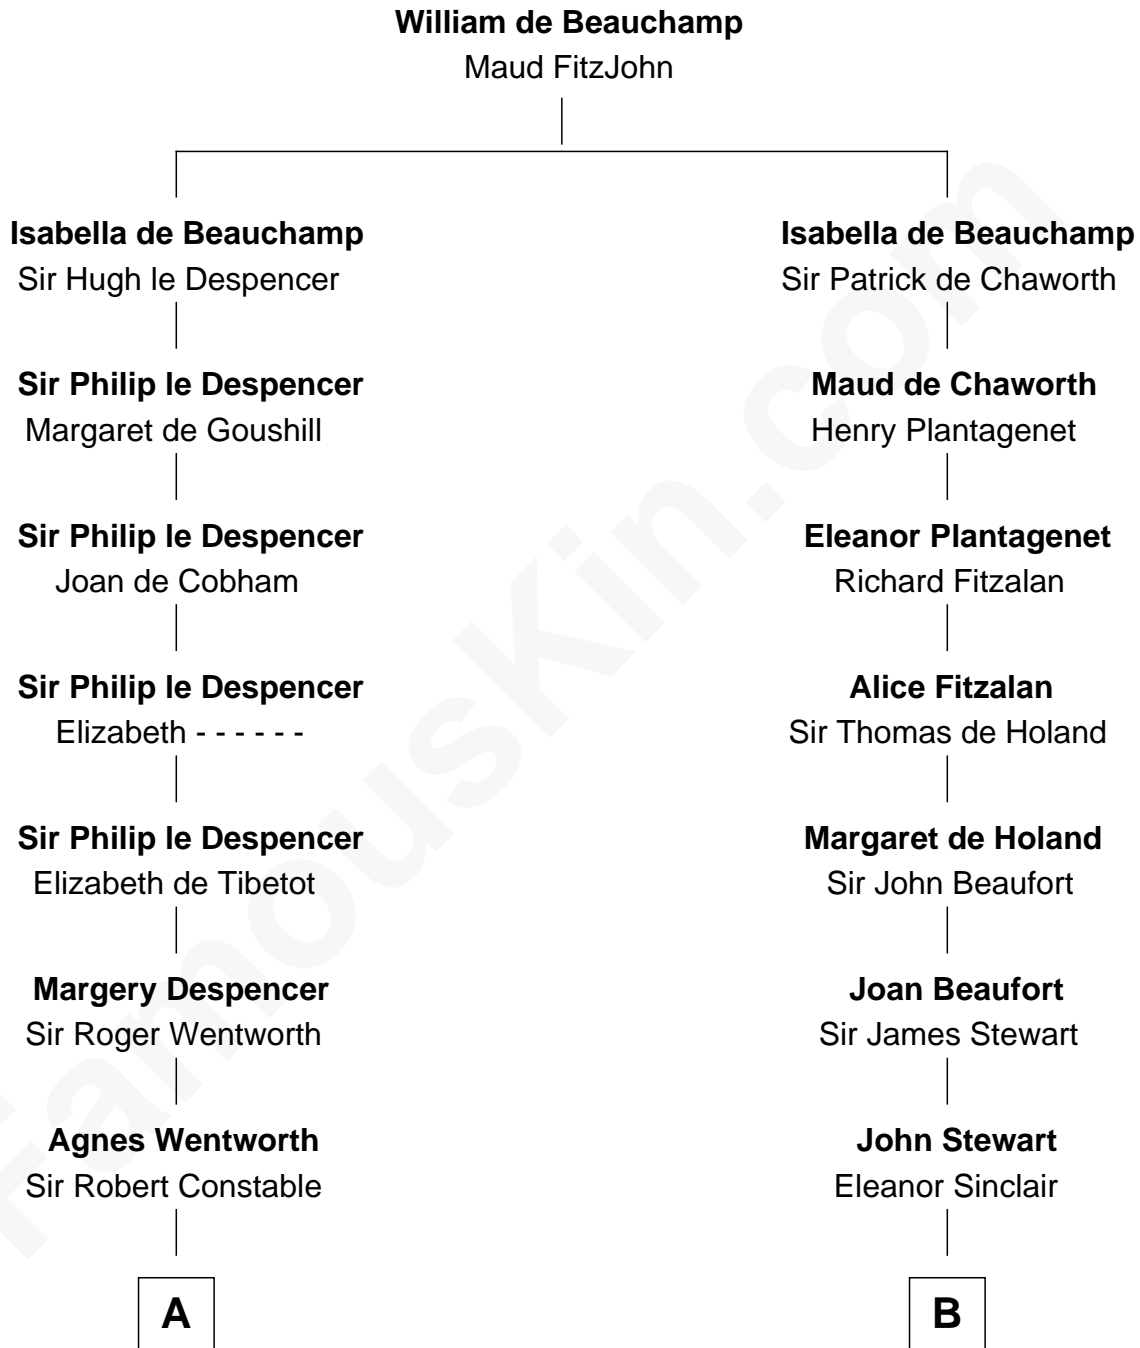 William de Beauchamp
Maud FitzJohn
Isabella de Beauchamp
Sir Hugh le Despencer
Sir Philip le Despencer
Margaret de Goushill
Sir Philip le Despencer
Joan de Cobham
Sir Philip le Despencer
Elizabeth - - - - - -
Sir Philip le Despencer
Elizabeth de Tibetot
Margery Despencer
Sir Roger Wentworth
Agnes Wentworth
Sir Robert Constable
A
Isabella de Beauchamp
Sir Patrick de Chaworth
Maud de Chaworth
Henry Plantagenet
Eleanor Plantagenet
Richard Fitzalan
Alice Fitzalan
Sir Thomas de Holand
Margaret de Holand
Sir John Beaufort
Joan Beaufort
Sir James Stewart
John Stewart
Eleanor Sinclair
B
FamousKin.com